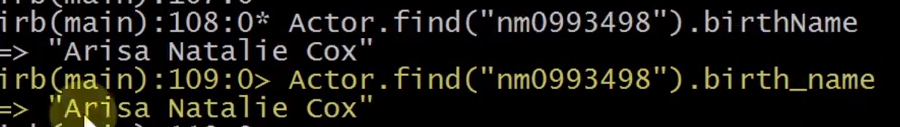 irb(main):108:0* Actor.find("nm0993498").birthName
=> "Arisa Natalie Cox"
irb(main):109:0> Actor.find("nm0993498").birth_name
=> "Arisa Natalie Cox"